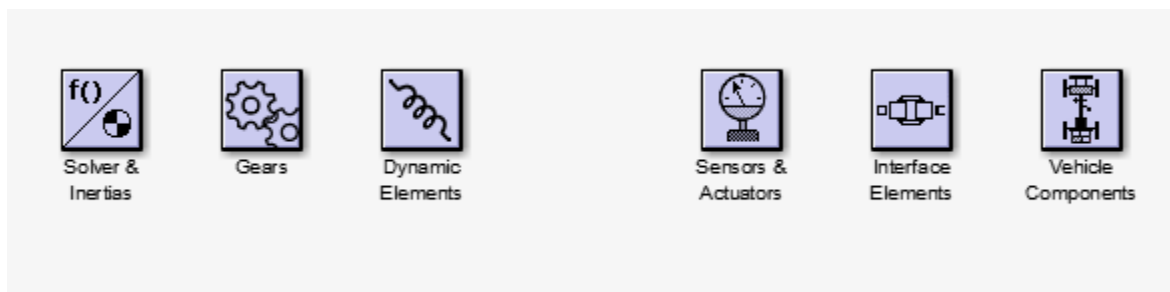 f()
Solver &
Inertias
Gears
Dynamic
Elements
Sensors &
Actuators
Interface
Elements
Vehicle
Components